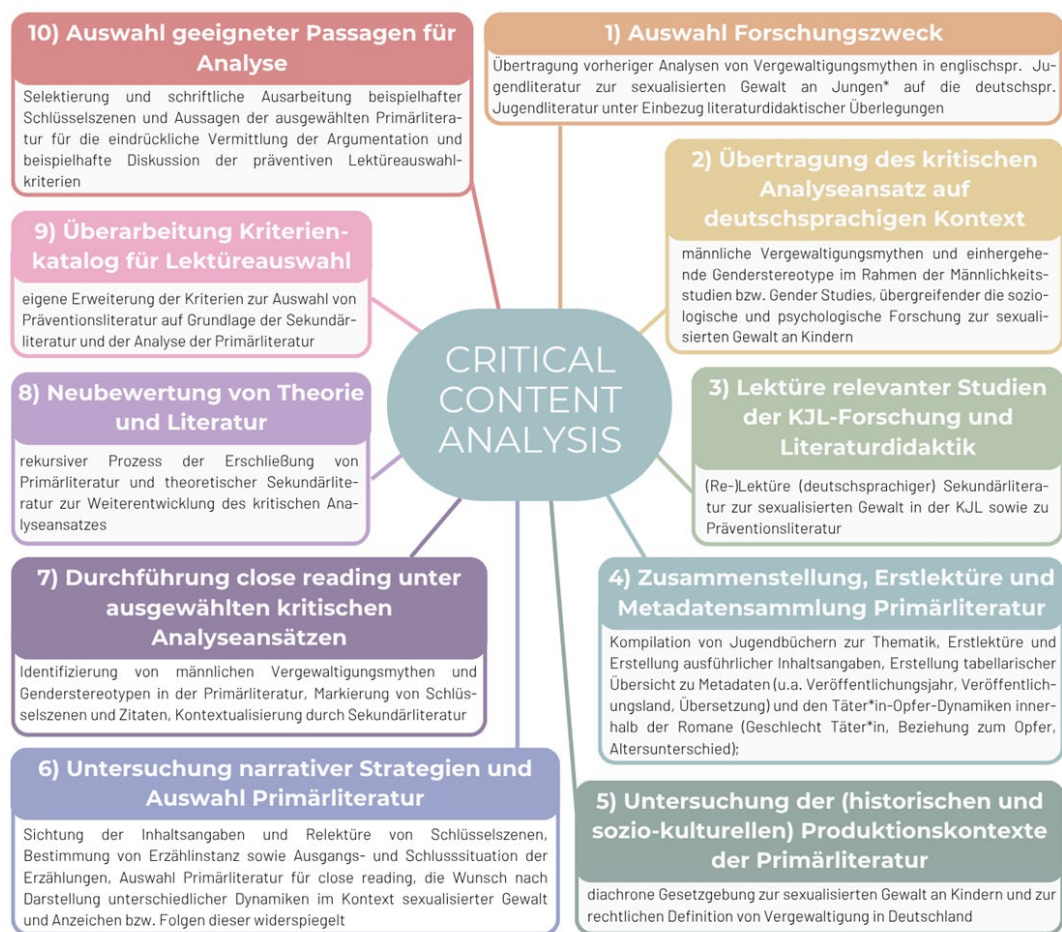 CRITICAL
CONTENT
ANALYSIS
1) Auswahl Forschungszweck
Übertragung vorheriger Analysen von Vergewaltigungsmythen in englischspr. Ju-
gendliteratur zur sexualisierten Gewalt an Jungen* auf die deutschspr.
Jugendliteratur unter Einbezug literaturdidaktischer Überlegungen
2) Übertragung des kritischen
Analyseansatz auf
deutschsprachigen Kontext
männliche Vergewaltigungsmythen und einhergehen-
de Genderstereotype im Rahmen der Männlichkeits-
studien bzw. Gender Studies, übergreifender die sozio-
logische und psychologische Forschung zur sexuali-
sierten Gewalt an Kindern
3) Lektüre relevanter Studien
der KJL-Forschung und
Literaturdidaktik
(Re-)Lektüre (deutschsprachiger) Sekundärlitera-
tur zur sexualisierten Gewalt in der KJL sowie zu
Präventionsliteratur
4) Zusammenstellung, Erstlektüre und
Metadatensammlung Primärliteratur
Kompilation von Jugendbüchern zur Thematik, Erstlektüre und
Erstellung ausführlicher Inhaltsangaben, Erstellung tabellarischer
Übersicht zu Metadaten (u.a. Veröffentlichungsjahr, Veröffentlich-
ungsland, Übersetzung) und den Täter*in-Opfer-Dynamiken inner-
halb der Romane (Geschlecht Täter*in, Beziehung zum Opfer,
Altersunterschied);
5) Untersuchung der (historischen und
sozio-kulturellen) Produktionskontexte
der Primärliteratur
diachrone Gesetzgebung zur sexualisierten Gewalt an Kindern und zur
rechtlichen Definition von Vergewaltigung in Deutschland
6) Untersuchung narrativer Strategien und
Auswahl Primärliteratur
Sichtung der Inhaltsangaben und Relektüre von Schlüsselszenen,
Bestimmung von Erzählinstanz sowie Ausgangs- und Schlusssituation der
Erzählungen, Auswahl Primärliteratur für close reading, die Wunsch nach
Darstellung unterschiedlicher Dynamiken im Kontext sexualisierter Gewalt
und Anzeichen bzw. Folgen dieser widerspiegelt
7) Durchführung close reading unter
ausgewählten kritischen
Analyseansätzen
Identifizierung von männlichen Vergewaltigungsmythen und
Genderstereotypen in der Primärliteratur, Markierung von Schlüs-
selszenen und Zitaten, Kontextualisierung durch Sekundärliteratur
8) Neubewertung von Theorie
und Literatur
rekursiver Prozess der Erschließung von
Primärliteratur und theoretischer Sekundärlite-
ratur zur Weiterentwicklung des kritischen Ana-
lyseansatzes
9) Überarbeitung Kriterien-
katalog für Lektüreauswahl
eigene Erweiterung der Kriterien zur Auswahl von
Präventionsliteratur auf Grundlage der Sekundär-
literatur und der Analyse der Primärliteratur
10) Auswahl geeigneter Passagen für
Analyse
Selektierung und schriftliche Ausarbeitung beispielhafter
Schlüsselszenen und Aussagen der ausgewählten Primärlitera-
tur für die eindrückliche Vermittlung der Argumentation und
beispielhafte Diskussion der präventiven Lektüreauswahl-
kriterien